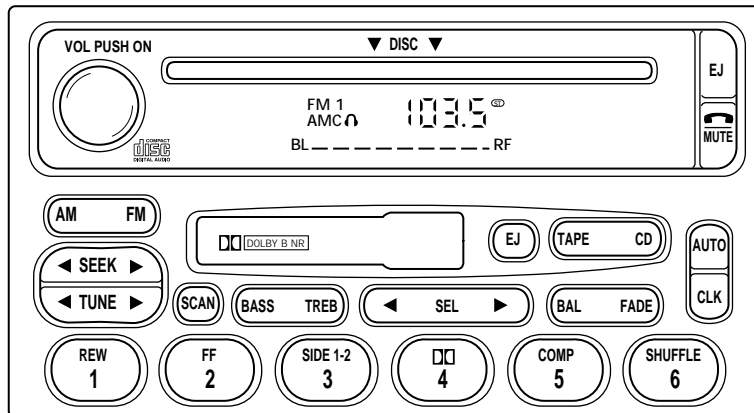 VOL PUSH ON
▼ DISC ▼
EJ
FM 1
103.5 ST
AMC
MUTE
COMPACT
disc
DIGITAL AUDIO
BL _ _ _ _ _ _ _ _ _ RF
AM FM
DOLBY B NR
EJ
TAPE CD
AUTO
◄ SEEK ►
◄ TUNE ►
SCAN
BASS TREB
◄ SEL ►
BAL FADE
CLK
REW
1
FF
2
SIDE 1-2
3
4
COMP
5
SHUFFLE
6